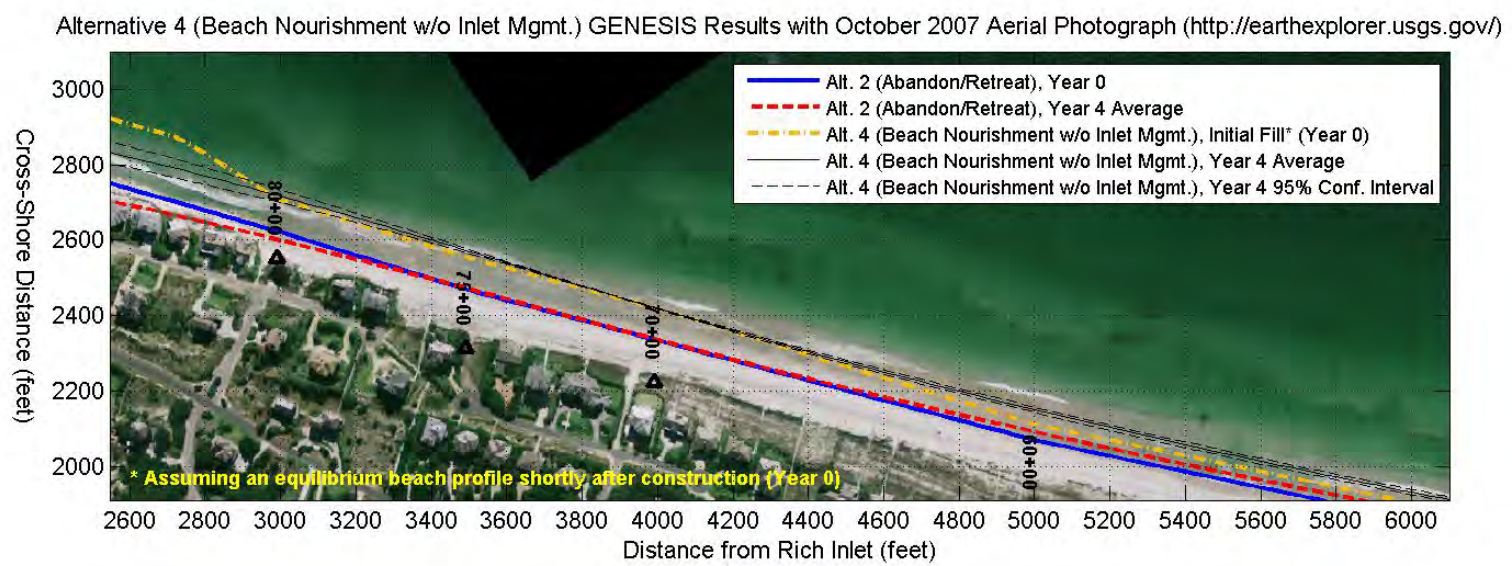 Alternative 4 (Beach Nourishment w/o Inlet Mgmt.) GENESIS Results with October 2007 Aerial Photograph (http://earthexplorer.usgs.gov/)
Alt. 2 (Abandon/Retreat), Year 0
Alt. 2 (Abandon/Retreat), Year 4 Average
Alt. 4 (Beach Nourishment w/o Inlet Mgmt.), Initial Fill* (Year 0)
Alt. 4 (Beach Nourishment w/o Inlet Mgmt.), Year 4 Average
Alt. 4 (Beach Nourishment w/o Inlet Mgmt.), Year 4 95% Conf. Interval
Cross-Shore Distance (feet)
3000
2800
2600
2400
2200
2000
80+00
75+00
70+00
60+00
* Assuming an equilibrium beach profile shortly after construction (Year 0)
2600 2800 3000 3200 3400 3600 3800 4000 4200 4400 4600 4800 5000 5200 5400 5600 5800 6000
Distance from Rich Inlet (feet)